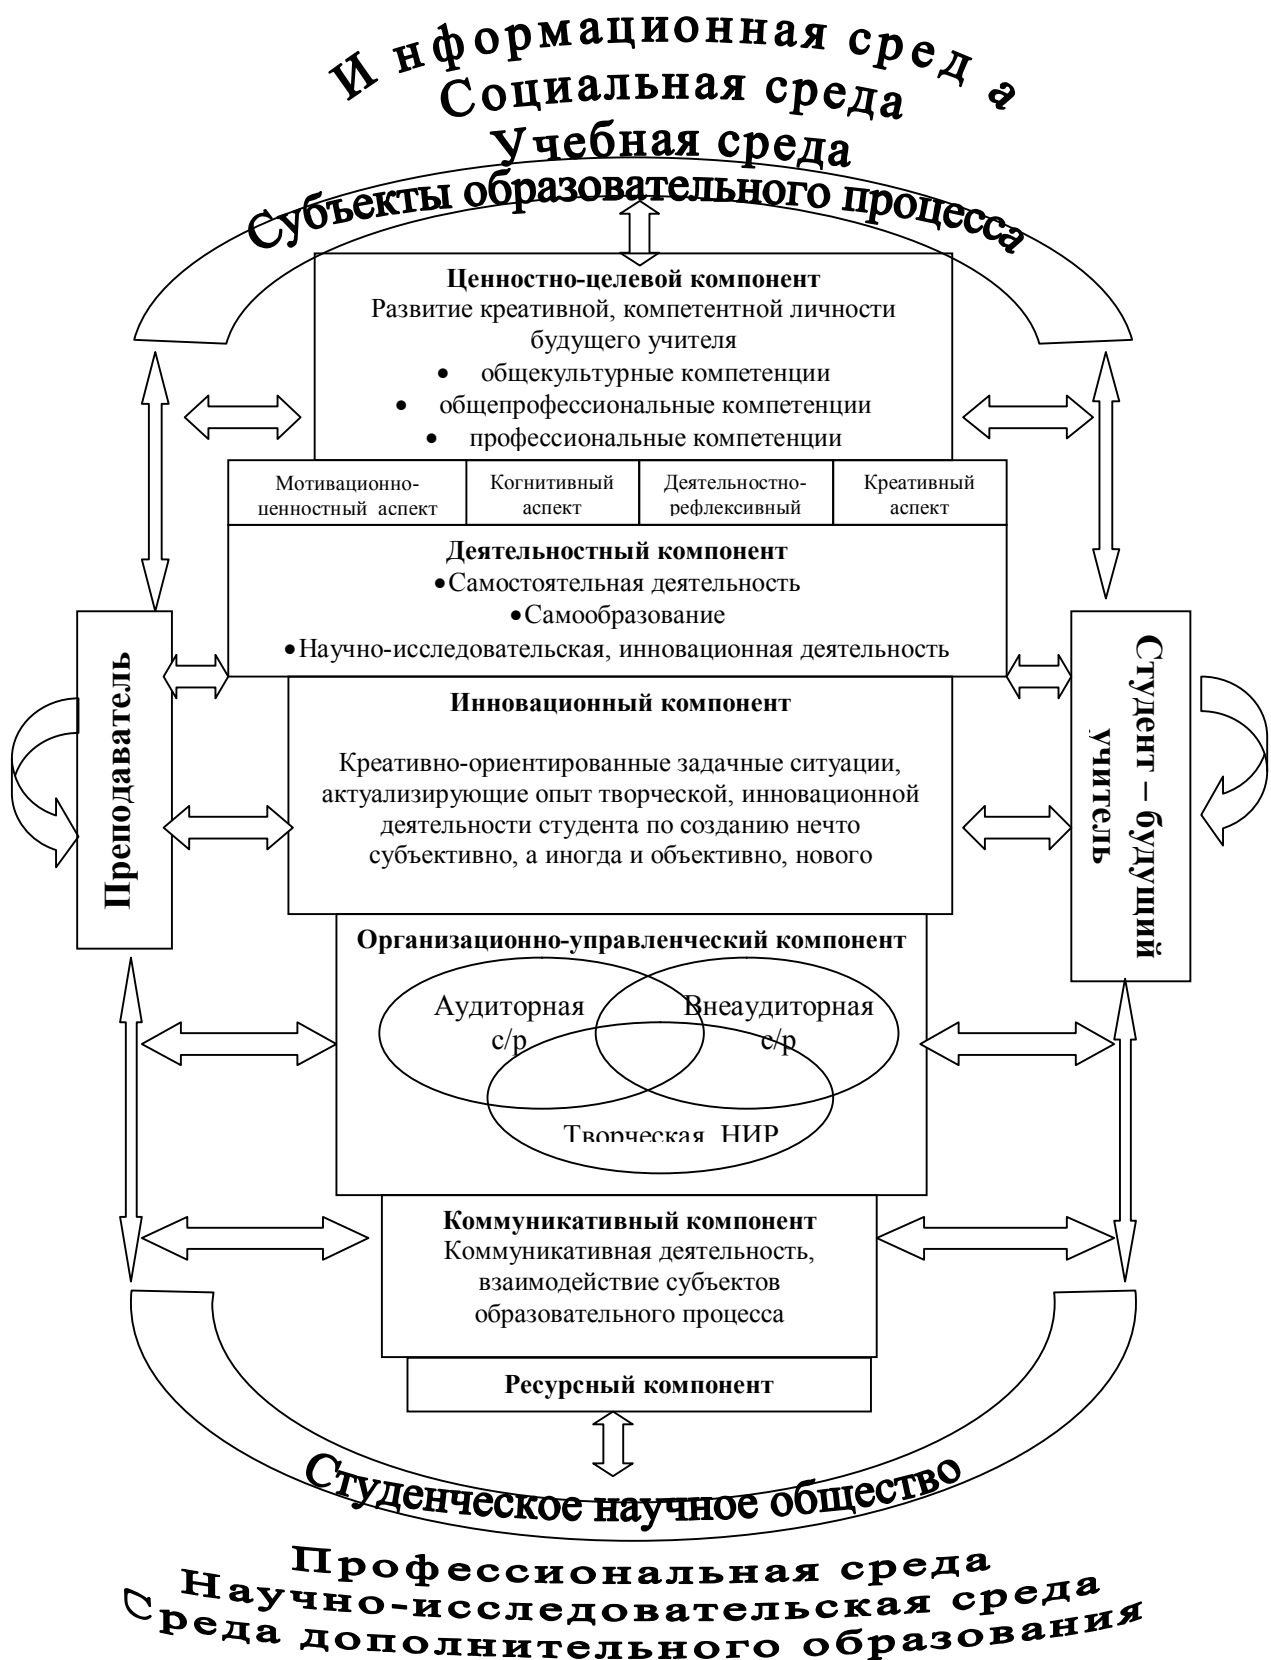 Информационная среда
Социальная среда
Учебная среда
Субъекты образовательного процесса
Ценностно-целевой компонент
Развитие креативной, компетентной личности
будущего учителя
• общекультурные компетенции
• общепрофессиональные компетенции
• профессиональные компетенции
Мотивационно-
ценностный аспект
Когнитивный
аспект
Деятельностно-
рефлексивный
Креативный
аспект
Деятельностный компонент
•Самостоятельная деятельность
•Самообразование
•Научно-исследовательская, инновационная деятельность
Преподаватель
Студент – будущий
учитель
Инновационный компонент
Креативно-ориентированные задачные ситуации,
актуализирующие опыт творческой, инновационной
деятельности студента по созданию нечто
субъективно, а иногда и объективно, нового
Организационно-управленческий компонент
Аудиторная
с/р
Внеаудиторная
с/р
Творческая НИР
Коммуникативный компонент
Коммуникативная деятельность,
взаимодействие субъектов
образовательного процесса
Ресурсный компонент
Студенческое научное общество
Профессиональная среда
Научно-исследовательская среда
Среда дополнительного образования